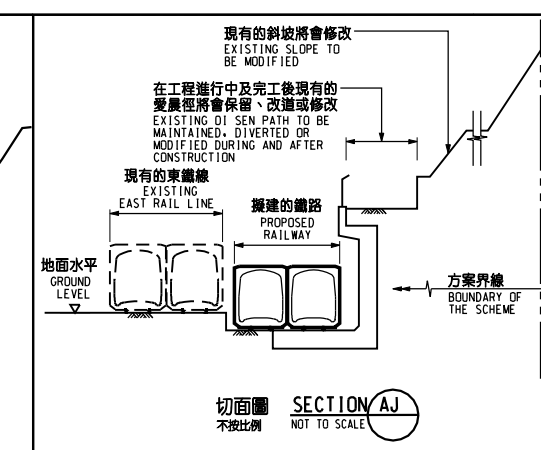 現有的斜坡將會修改
EXISTING SLOPE TO
BE MODIFIED
在工程進行中及完工後現有的
愛晨徑將會保留、改道或修改
EXISTING OI SEN PATH TO BE
MAINTAINED, DIVERTED OR
MODIFIED DURING AND AFTER
CONSTRUCTION
現有的東鐵線
EXISTING
EAST RAIL LINE
擬建的鐵路
PROPOSED
RAILWAY
地面水平
GROUND
LEVEL
方案界線
BOUNDARY OF
THE SCHEME
切面圖
不按比例
SECTION AJ
NOT TO SCALE